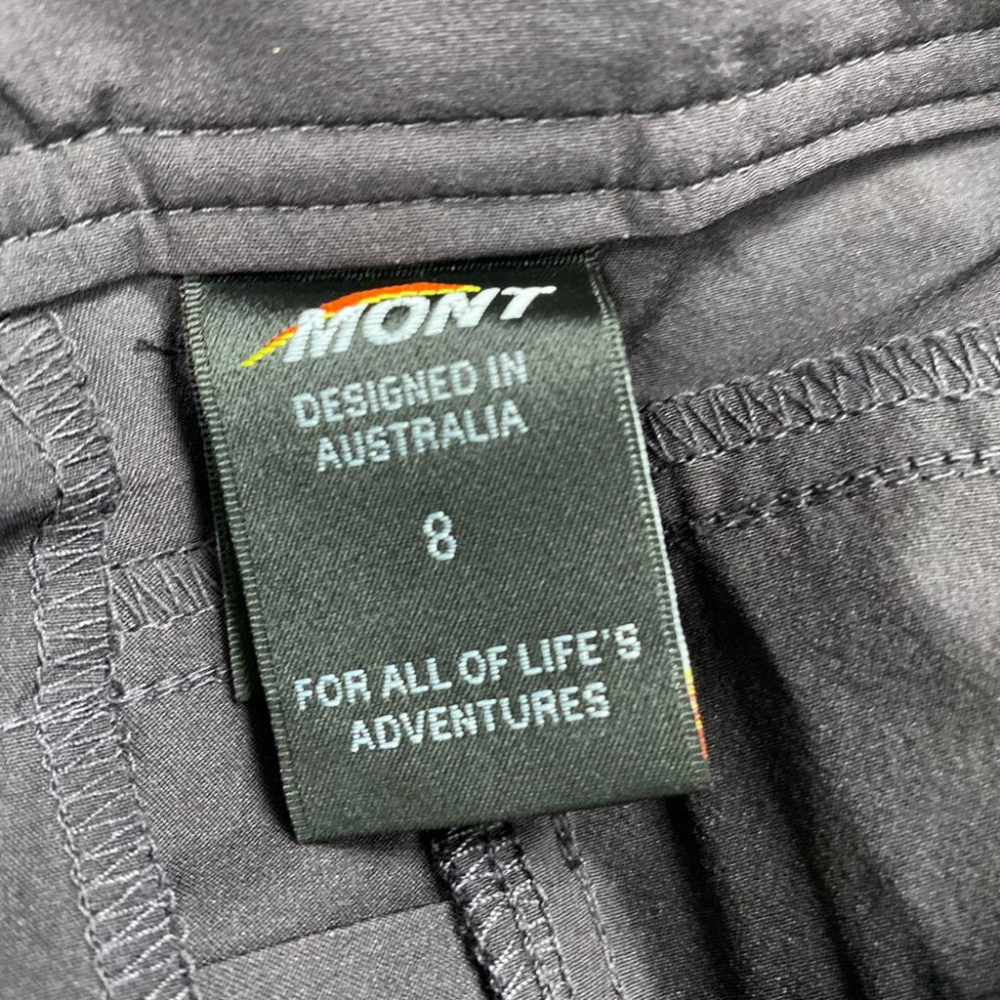 MONT
DESIGNED IN
AUSTRALIA
8
FOR ALL OF LIFE'S
ADVENTURES